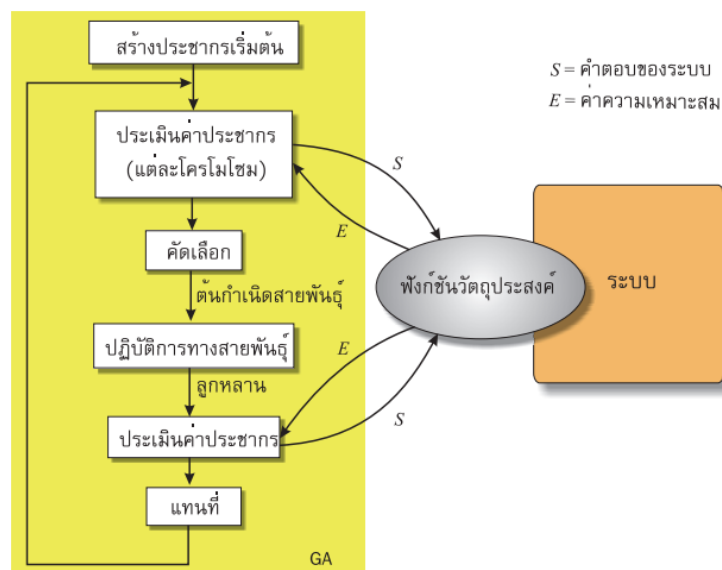 สร้างประชากรเริ่มต้น
S = คำตอบของระบบ
E = ค่าความเหมาะสม
ประเมินค่าประชากร
(แต่ละโครโมโซม)
S
E
คัดเลือก
ฟังก์ชันวัตถุประสงค์
ระบบ
ต้นกำเนิดสายพันธุ์
ปฏิบัติการทางสายพันธุ์
E
ลูกหลาน
S
ประเมินค่าประชากร
แทนที่
GA